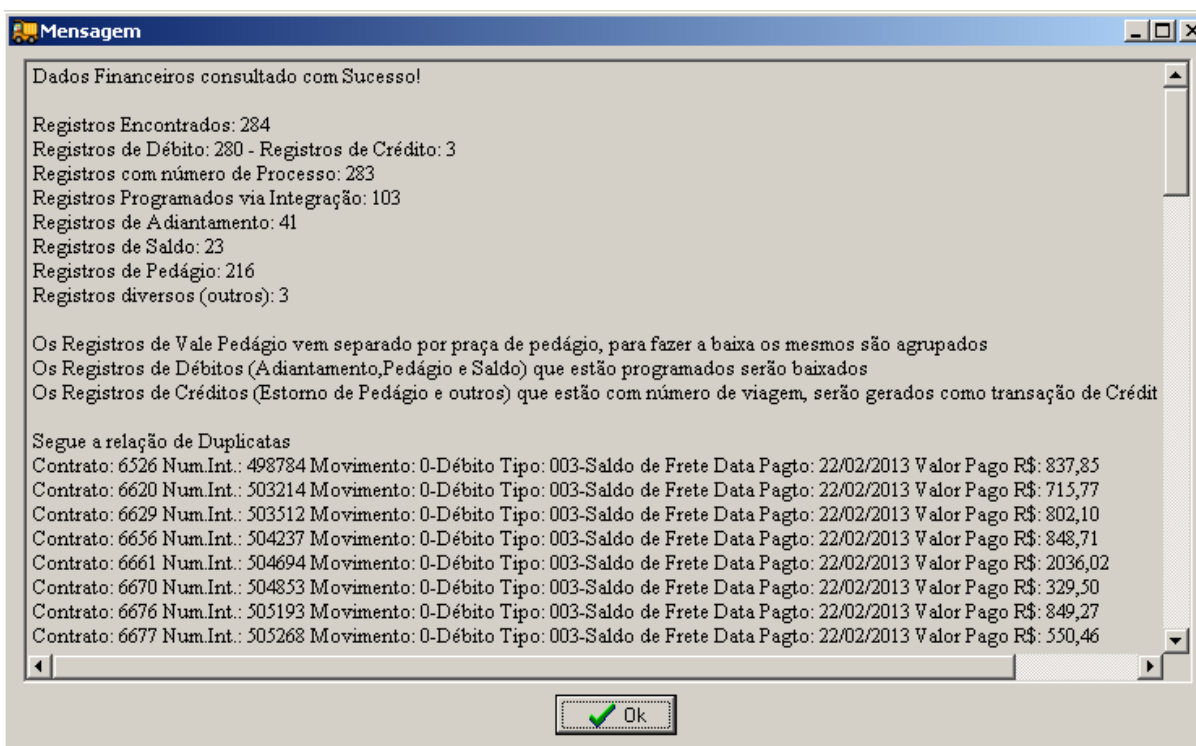 Mensagem
Dados Financeiros consultado com Sucesso!
Registros Encontrados: 284
Registros de Débito: 280 - Registros de Crédito: 3
Registros com número de Processo: 283
Registros Programados via Integração: 103
Registros de Adiantamento: 41
Registros de Saldo: 23
Registros de Pedágio: 216
Registros diversos (outros): 3
Os Registros de Vale Pedágio vem separado por praça de pedágio, para fazer a baixa os mesmos são agrupados
Os Registros de Débitos (Adiantamento,Pedágio e Saldo) que estão programados serão baixados
Os Registros de Créditos (Estorno de Pedágio e outros) que estão com número de viagem, serão gerados como transação de Crédit
Segue a relação de Duplicatas
Contrato: 6526 Num.Int.: 498784 Movimento: 0-Débito Tipo: 003-Saldo de Frete Data Pagto: 22/02/2013 Valor Pago R$: 837,85
Contrato: 6620 Num.Int.: 503214 Movimento: 0-Débito Tipo: 003-Saldo de Frete Data Pagto: 22/02/2013 Valor Pago R$: 715,77
Contrato: 6629 Num.Int.: 503512 Movimento: 0-Débito Tipo: 003-Saldo de Frete Data Pagto: 22/02/2013 Valor Pago R$: 802,10
Contrato: 6656 Num.Int.: 504237 Movimento: 0-Débito Tipo: 003-Saldo de Frete Data Pagto: 22/02/2013 Valor Pago R$: 848,71
Contrato: 6661 Num.Int.: 504694 Movimento: 0-Débito Tipo: 003-Saldo de Frete Data Pagto: 22/02/2013 Valor Pago R$: 2036,02
Contrato: 6670 Num.Int.: 504853 Movimento: 0-Débito Tipo: 003-Saldo de Frete Data Pagto: 22/02/2013 Valor Pago R$: 329,50
Contrato: 6676 Num.Int.: 505193 Movimento: 0-Débito Tipo: 003-Saldo de Frete Data Pagto: 22/02/2013 Valor Pago R$: 849,27
Contrato: 6677 Num.Int.: 505268 Movimento: 0-Débito Tipo: 003-Saldo de Frete Data Pagto: 22/02/2013 Valor Pago R$: 550,46
Ok